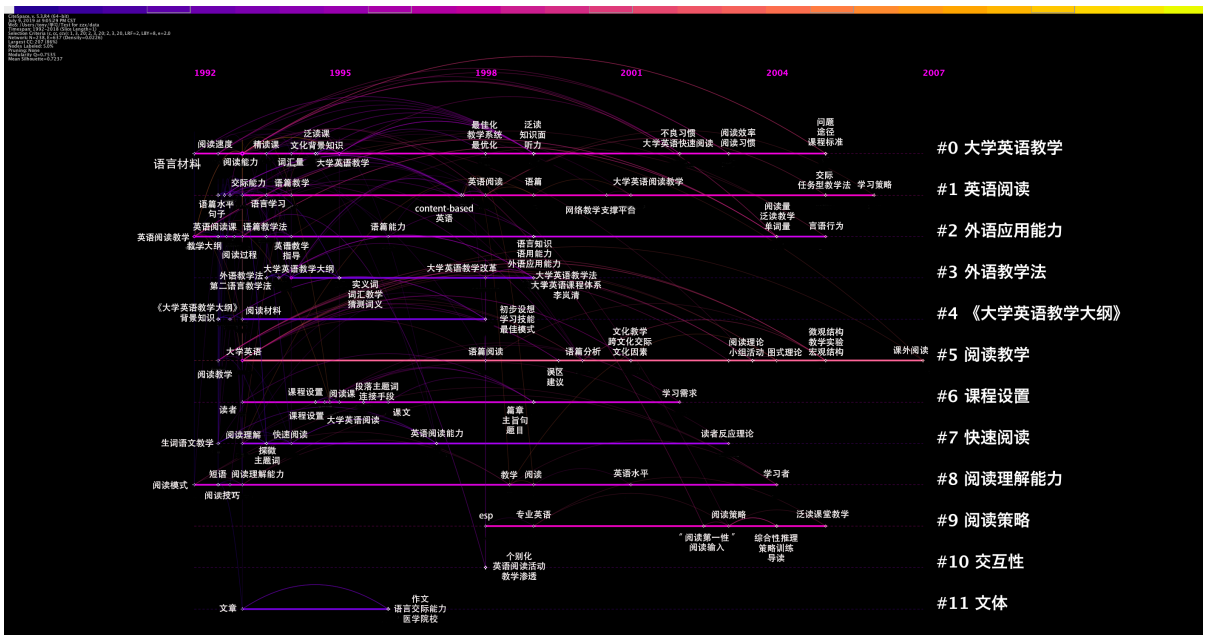 CiteSpace, v. 5.3.R4 (64-bit)
1992 1995 1998 2001 2004 2007
泛读课
最佳化
教学系统
最优化
泛读
知识面
听力
不良习惯
大学英语快速阅读
阅读效率
阅读习惯
问题
途径
课程标准
阅读速度
精读课
文化背景知识
#0 大学英语教学
语言材料
阅读能力
词汇量
大学英语教学
交际能力
语篇教学
英语阅读
语篇
大学英语阅读教学
交际
任务型教学法
学习策略
#1 英语阅读
语篇水平
句子
语言学习
content-based
英语
网络教学支撑平台
阅读量
泛读教学
单词量
言语行为
英语阅读教学
英语阅读课
语篇教学法
语篇能力
#2 外语应用能力
教学大纲
阅读过程
英语教学
指导
语言知识
语用能力
外语应用能力
外语教学法
第二语言教学法
大学英语教学大纲
大学英语教学改革
大学英语教学法
大学英语课程体系
李岚清
#3 外语教学法
实义词
词汇教学
猜测词义
《大学英语教学大纲》
背景知识
阅读材料
初步设想
学习技能
最佳模式
#4 《大学英语教学大纲》
文化教学
跨文化交际
文化因素
阅读理论
小组活动
图式理论
微观结构
教学实验
宏观结构
课外阅读
大学英语
语篇阅读
语篇分析
#5 阅读教学
阅读教学
误区
建议
课程设置
阅读课
段落主题词
连接手段
学习需求
#6 课程设置
读者
课程设置
大学英语阅读
课文
篇章
主旨句
题目
生词语文教学
阅读理解
快速阅读
英语阅读能力
读者反应理论
#7 快速阅读
探微
主题词
阅读模式
短语
阅读理解能力
教学
阅读
英语水平
学习者
#8 阅读理解能力
阅读技巧
esp
专业英语
阅读策略
泛读课堂教学
#9 阅读策略
"阅读第一性"
阅读输入
综合性推理
策略训练
导读
个别化
英语阅读活动
教学渗透
#10 交互性
文章
作文
语言交际能力
医学院校
#11 文体